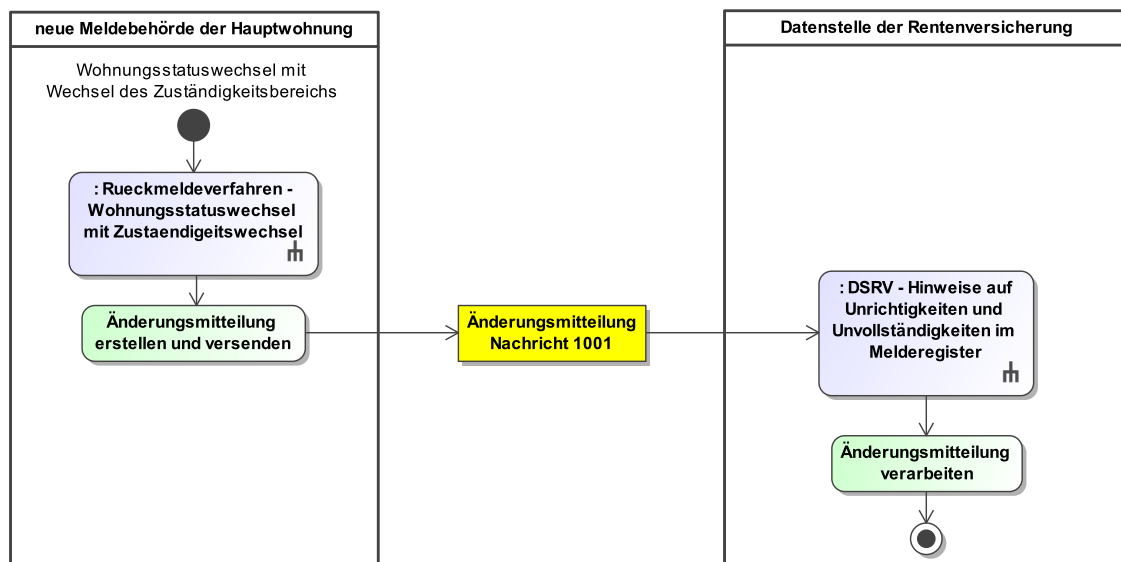 neue Meldebehörde der Hauptwohnung
Wohnungsstatuswechsel mit
Wechsel des Zuständigkeitsbereichs
: Rueckmeldeverfahren -
Wohnungsstatuswechsel
mit Zustaendigeitswechsel
Änderungsmitteilung
erstellen und versenden
Änderungsmitteilung
Nachricht 1001
Datenstelle der Rentenversicherung
: DSRV - Hinweise auf
Unrichtigkeiten und
Unvollständigkeiten im
Melderegister
Änderungsmitteilung
verarbeiten